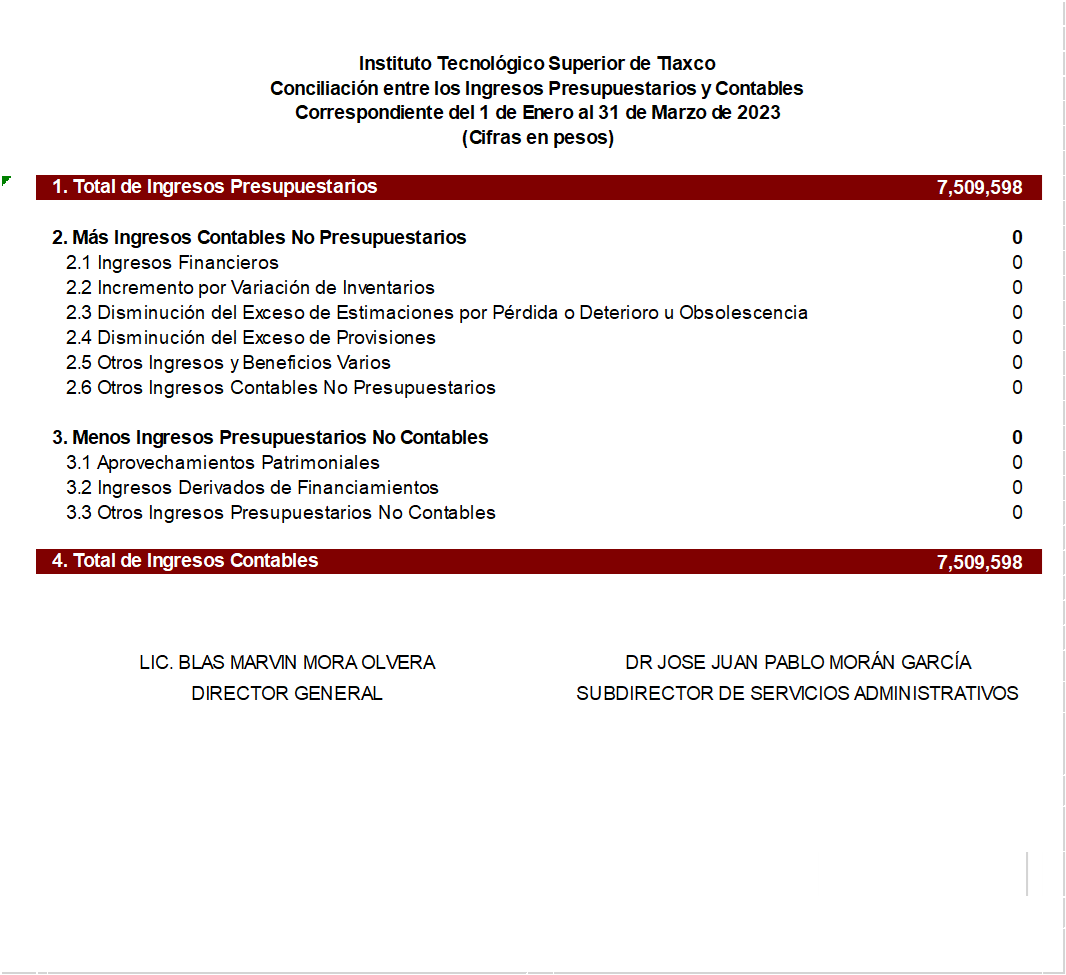 Instituto Tecnológico Superior de Tlaxco
Conciliación entre los Ingresos Presupuestarios y Contables
Correspondiente del 1 de Enero al 31 de Marzo de 2023
(Cifras en pesos)
1. Total de Ingresos Presupuestarios 7,509,598
2. Más Ingresos Contables No Presupuestarios 0
2.1 Ingresos Financieros 0
2.2 Incremento por Variación de Inventarios 0
2.3 Disminución del Exceso de Estimaciones por Pérdida o Deterioro u Obsolescencia 0
2.4 Disminución del Exceso de Provisiones 0
2.5 Otros Ingresos y Beneficios Varios 0
2.6 Otros Ingresos Contables No Presupuestarios 0
3. Menos Ingresos Presupuestarios No Contables 0
3.1 Aprovechamientos Patrimoniales 0
3.2 Ingresos Derivados de Financiamientos 0
3.3 Otros Ingresos Presupuestarios No Contables 0
4. Total de Ingresos Contables 7,509,598
LIC. BLAS MARVIN MORA OLVERA DR JOSE JUAN PABLO MORÁN GARCÍA
DIRECTOR GENERAL SUBDIRECTOR DE SERVICIOS ADMINISTRATIVOS